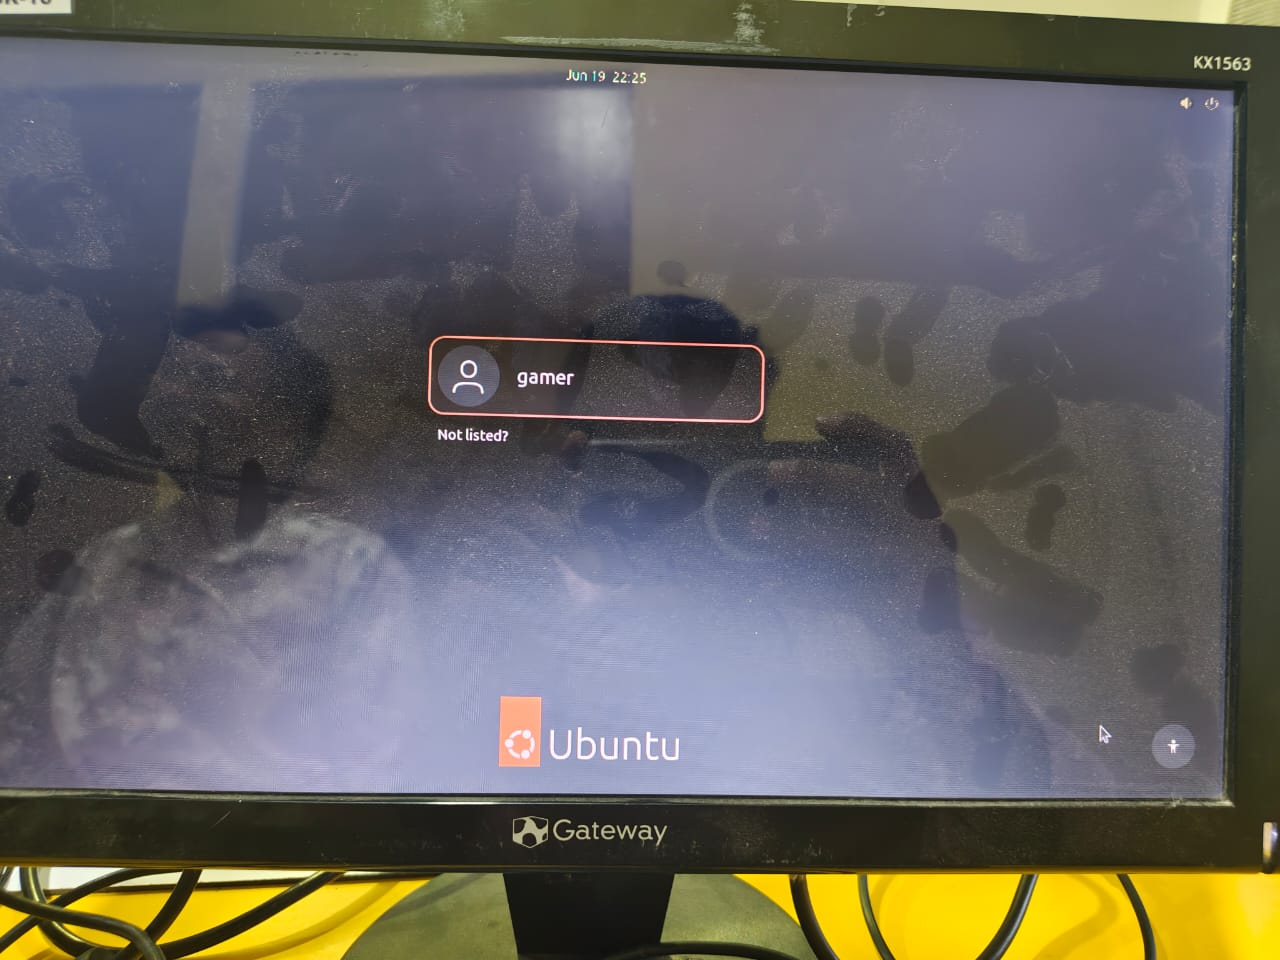 KX1563
Jun 19 22:25
gamer
Not listed?
Ubuntu
Gateway